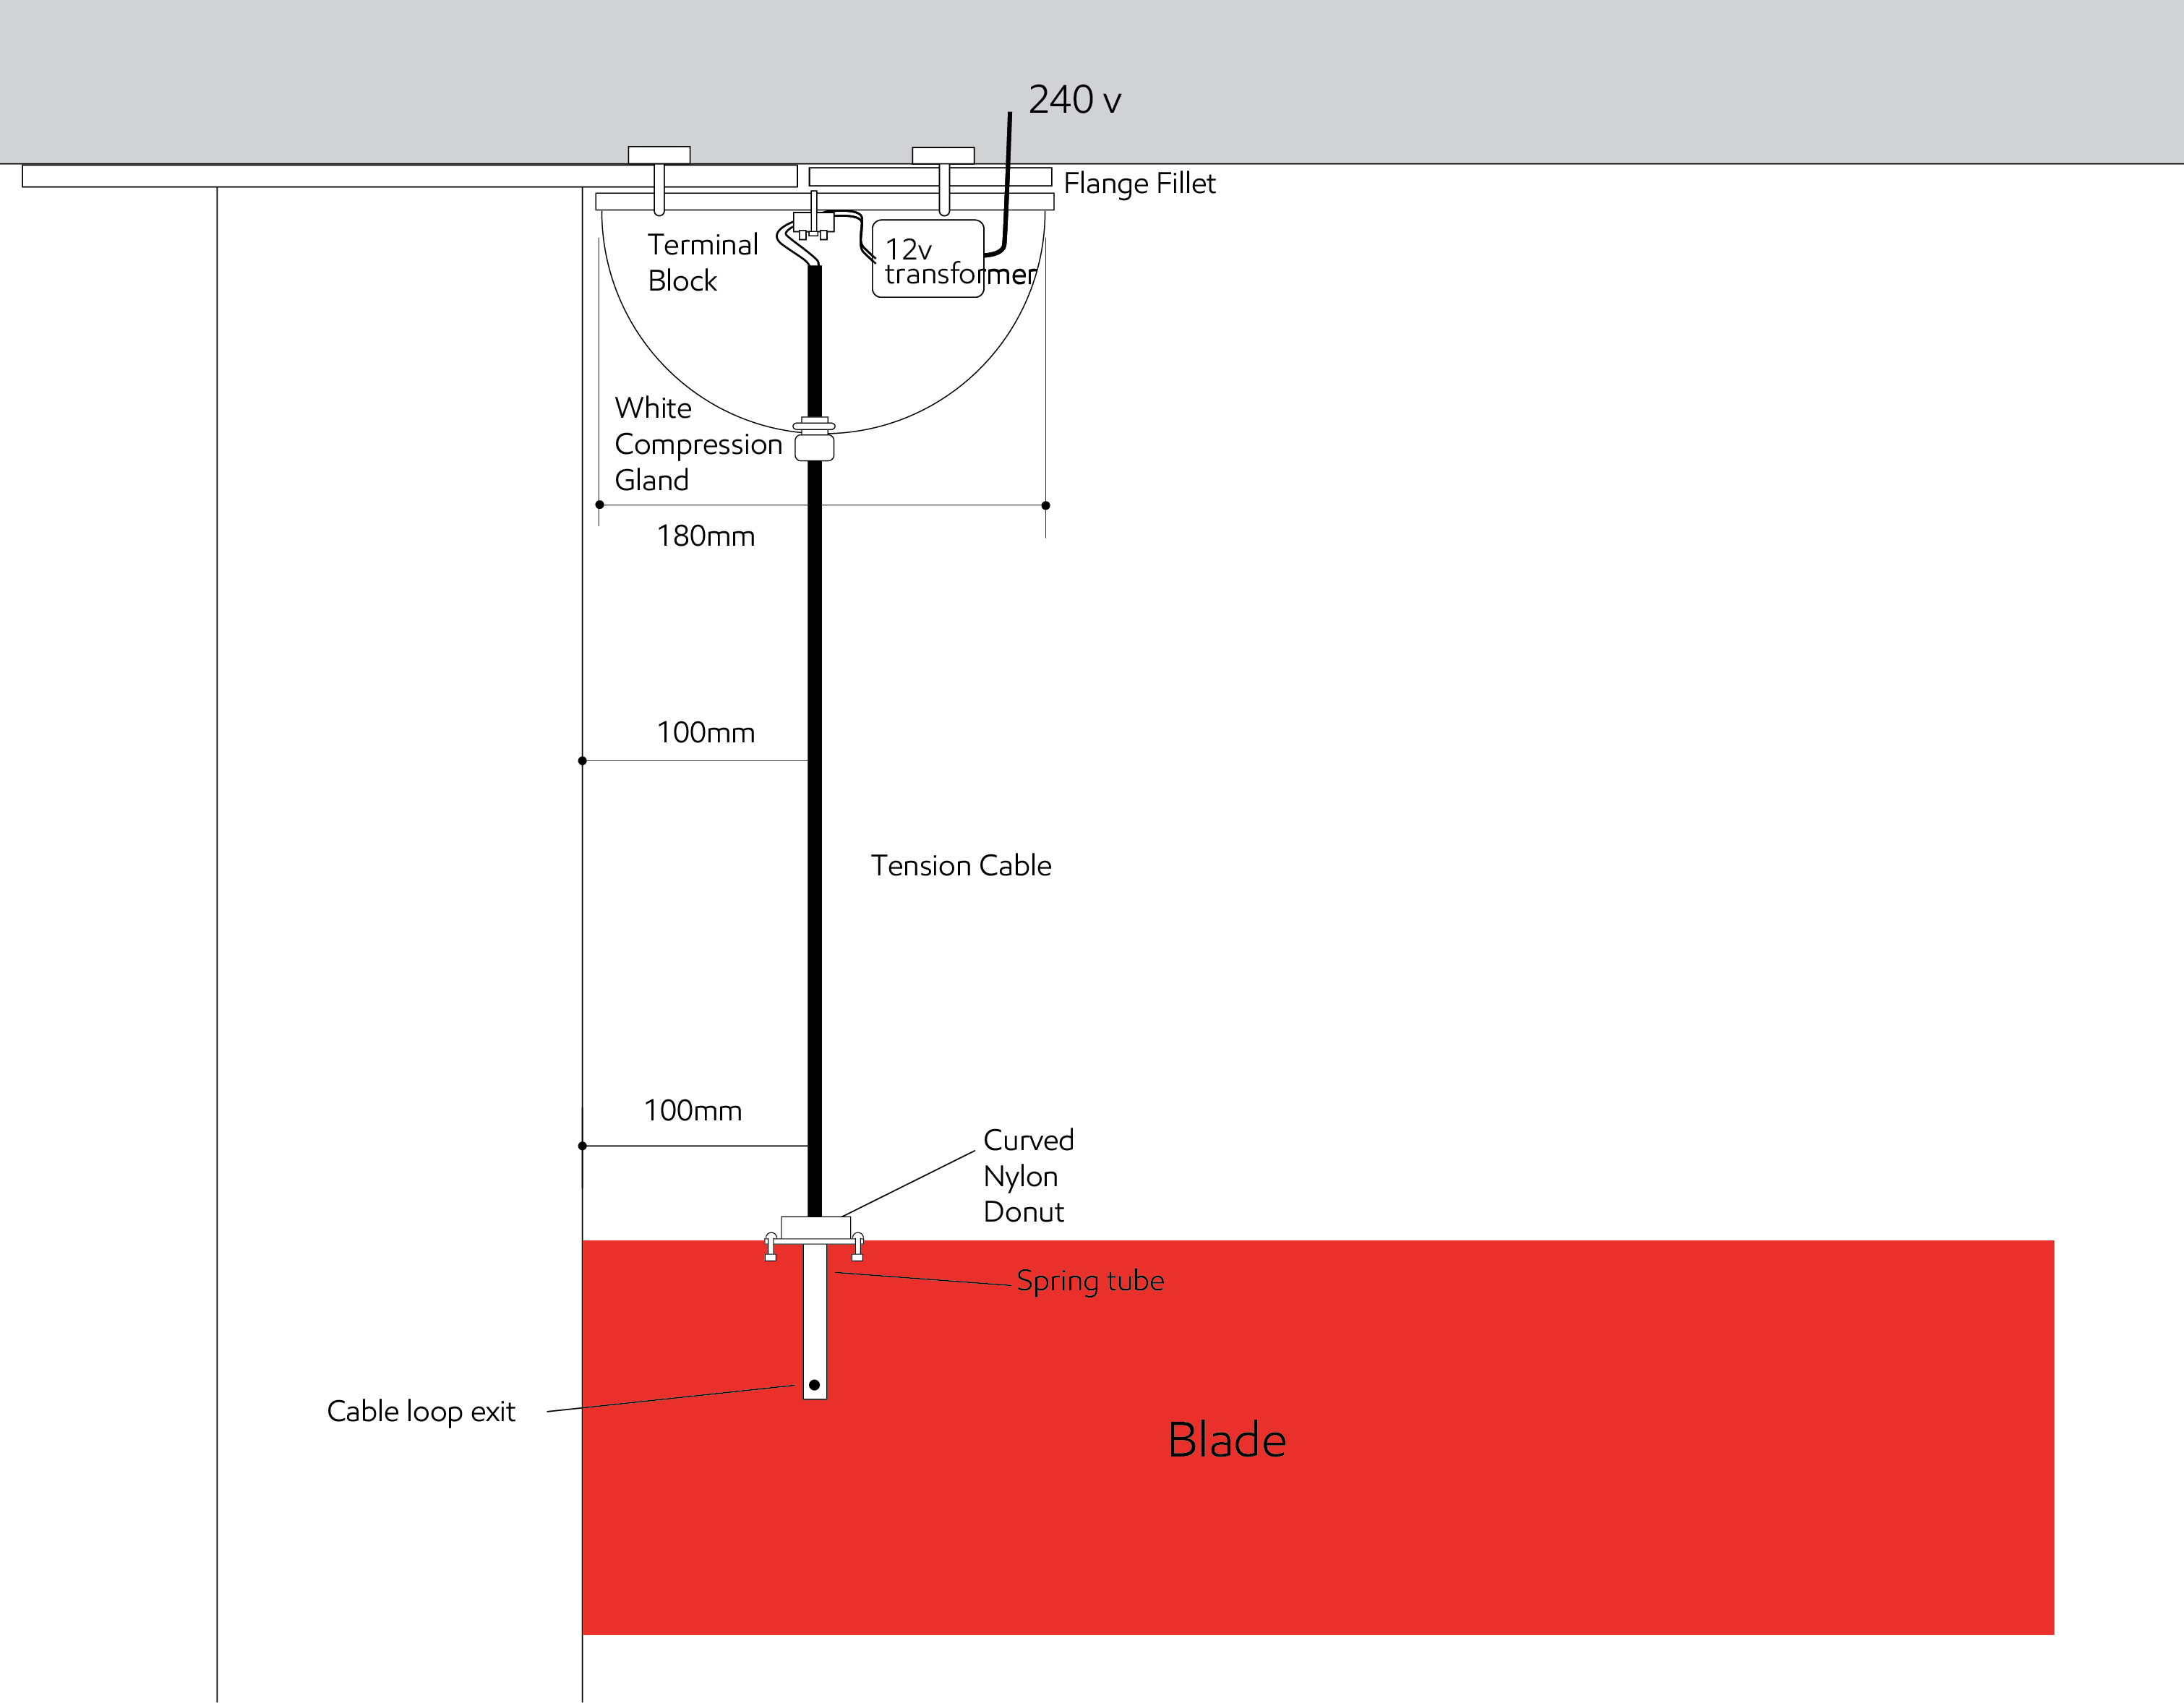 240 v
Flange Fillet
Terminal
Block
12v
transformer
White
Compression
Gland
180mm
100mm
Tension Cable
100mm
Curved
Nylon
Donut
Spring tube
Cable loop exit
Blade